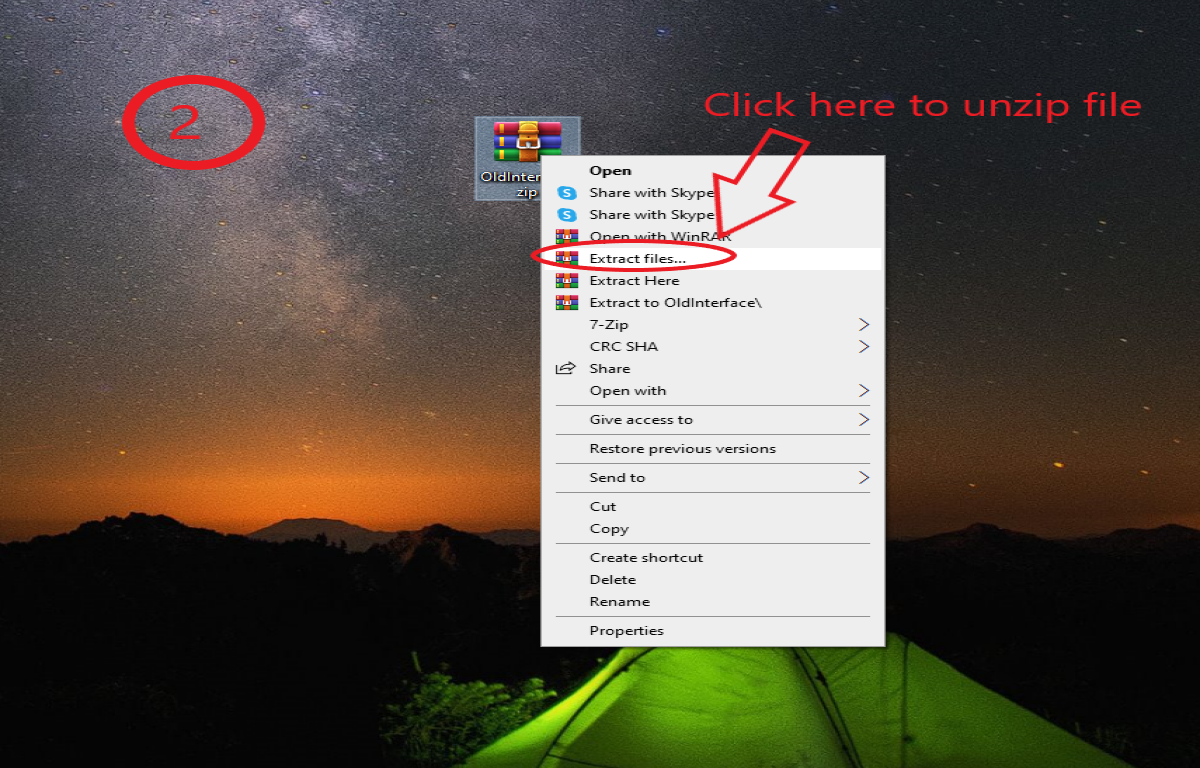 2
Click here to unzip file
OldInter
zip
Open
Share with Skype
Share with Skype
Open with WinRAR
Extract files...
Extract Here
Extract to OldInterface\
7-Zip
CRC SHA
Share
Open with
Give access to
Restore previous versions
Send to
Cut
Copy
Create shortcut
Delete
Rename
Properties